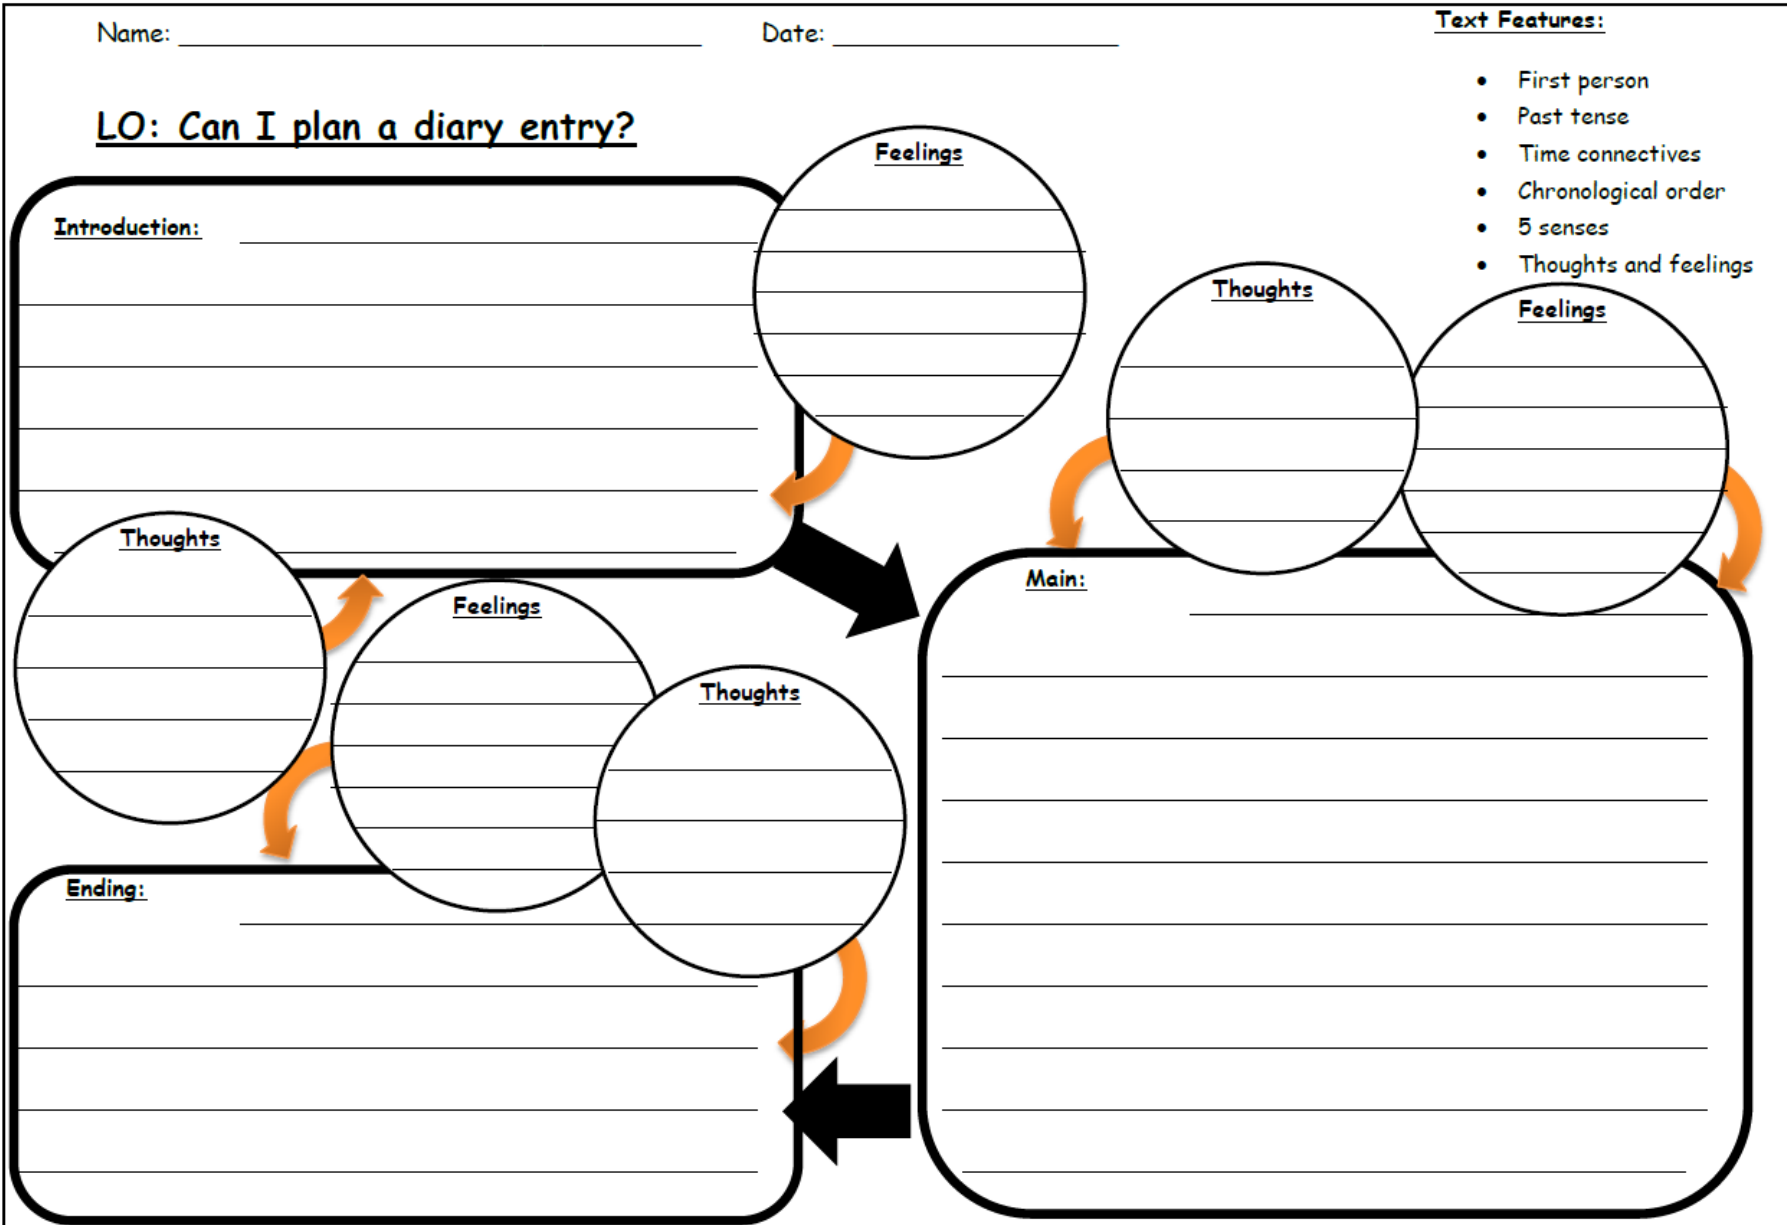 Name: Date:
LO: Can I plan a diary entry?
Text Features:
• First person
• Past tense
• Time connectives
• Chronological order
• 5 senses
• Thoughts and feelings
Introduction:
Feelings
Thoughts
Thoughts
Feelings
Main:
Feelings
Thoughts
Ending: